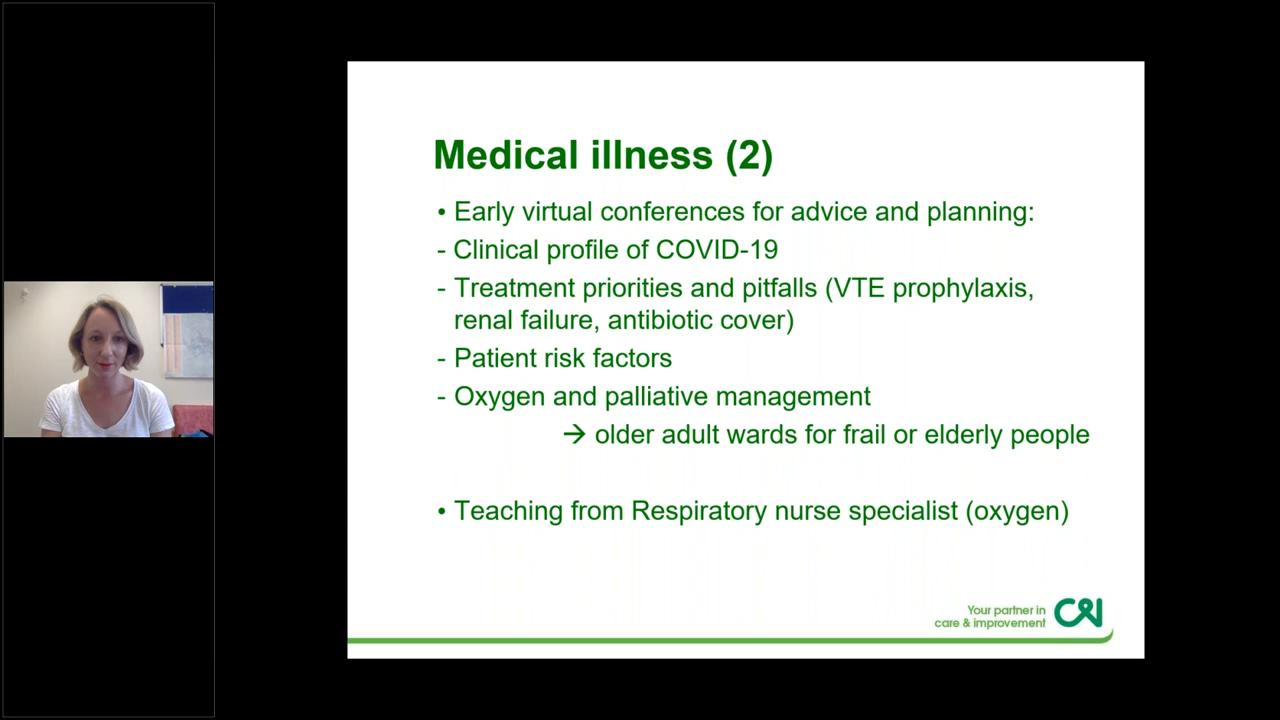 Medical illness (2)
• Early virtual conferences for advice and planning:
- Clinical profile of COVID-19
- Treatment priorities and pitfalls (VTE prophylaxis,
renal failure, antibiotic cover)
- Patient risk factors
- Oxygen and palliative management
→ older adult wards for frail or elderly people
• Teaching from Respiratory nurse specialist (oxygen)
Your partner in
care & improvement
C&I